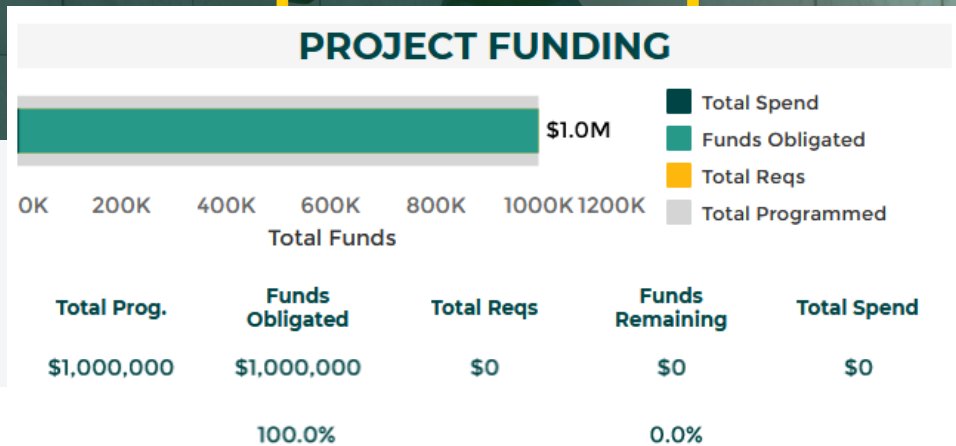 PROJECT FUNDING
$1.0M
Total Spend
Funds Obligated
Total Reqs
Total Programmed
0K 200K 400K 600K 800K 1000K 1200K
Total Funds
Total Prog. Funds Obligated Total Reqs Funds Remaining Total Spend
$1,000,000 $1,000,000 $0 $0 $0
100.0% 0.0%